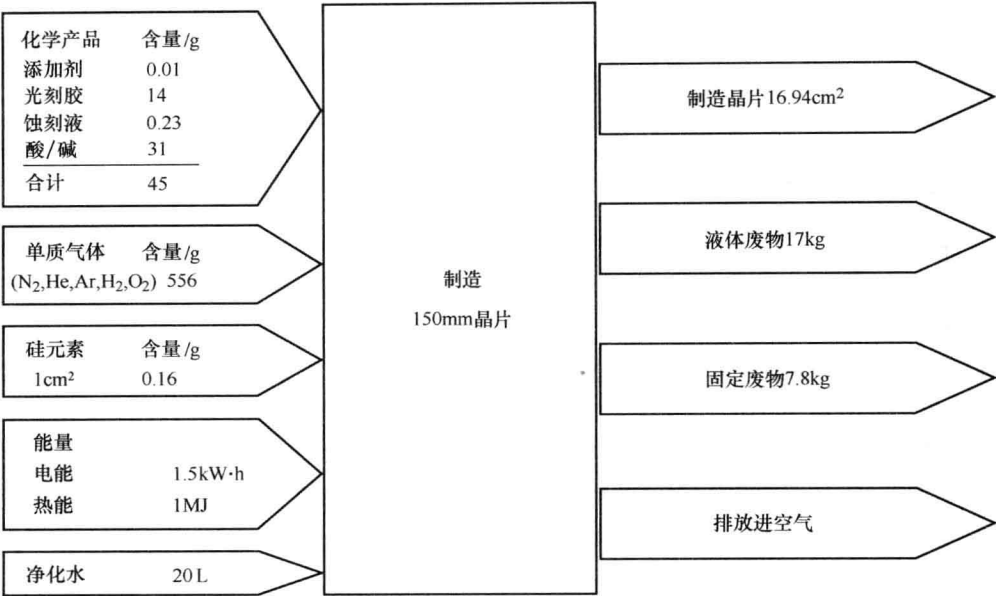 化学产品 含量/g
添加剂 0.01
光刻胶 14
蚀刻液 0.23
酸/碱 31
合计 45
单质气体 含量/g
(N₂,He,Ar,H₂,O₂) 556
硅元素 含量/g
1cm² 0.16
能量
电能 1.5kW·h
热能 1MJ
净化水 20L
制造
150mm晶片
制造晶片16.94cm²
液体废物17kg
固定废物7.8kg
排放进空气